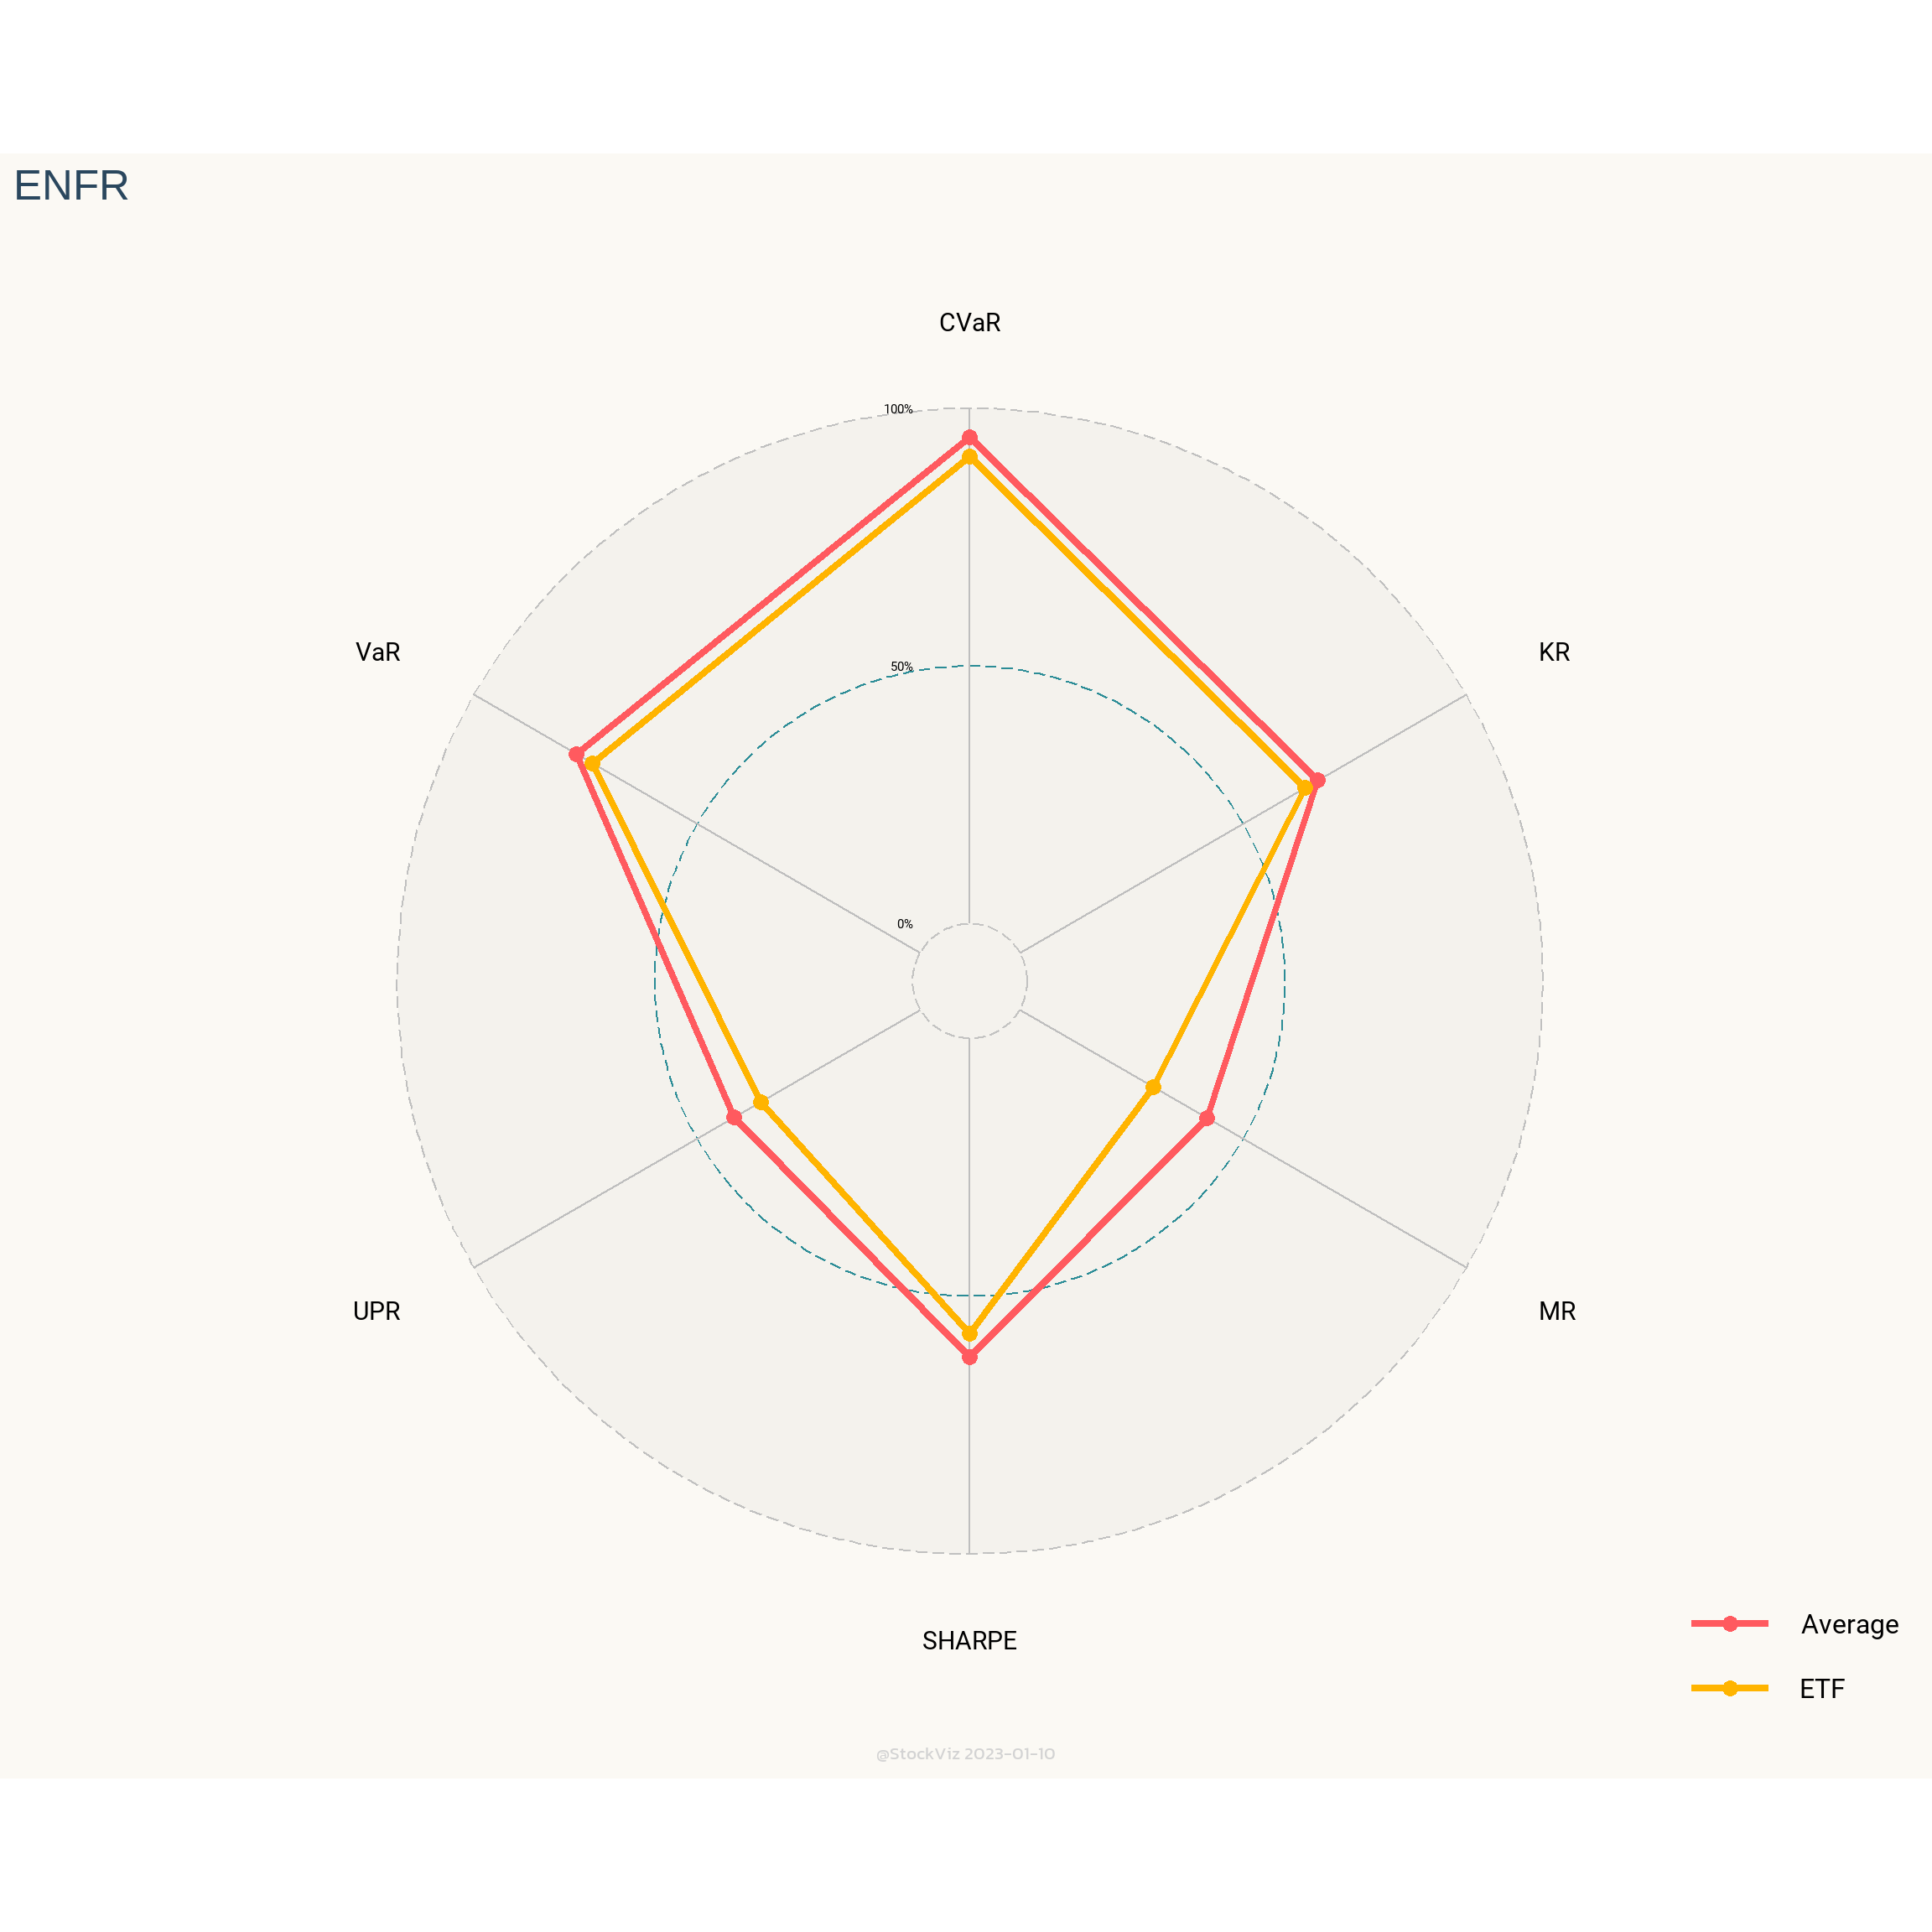 ENFR
CVaR
100%
VaR
KR
50%
0%
UPR
MR
SHARPE
Average
ETF
@StockViz 2023-01-10